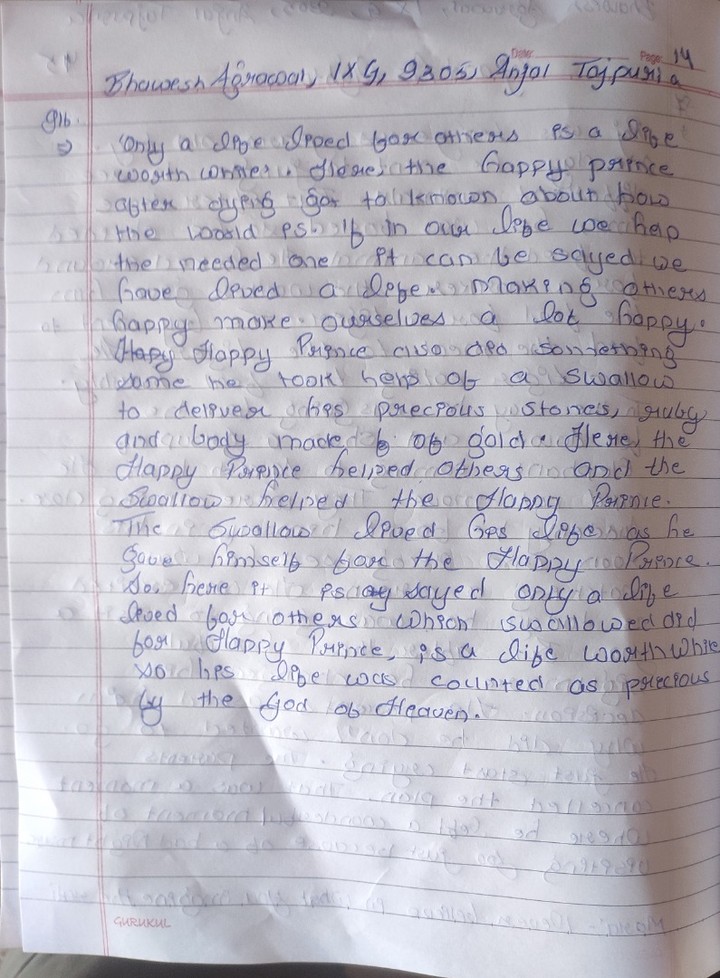 Date Page 14
Bhawesh Agrawal, IX G, 9305, Anjal Tajpuria
Q16.
⇒ "Only a life lived for others is a life
worth while". Here, the happy prince
after dying got to known about how
the world is. If in our life we help
the needed one it can be sayed we
have lived a life. Making others
happy make ourselves a lot happy.
Hapy Happy Prince also did something
same he took help of a swallow
to deliver his precious stones, ruby
and body made of gold. Here, the
Happy Prince helped others and the
Swallow helped the Happy Prince.
The Swallow lived his life as he
gave himself for the Happy Prince.
So, here it is sayed only a life
lived for others which swallowed did
for Happy Prince, is a life worth while
so his life was counted as precious
by the God of Heaven.
GURUKUL